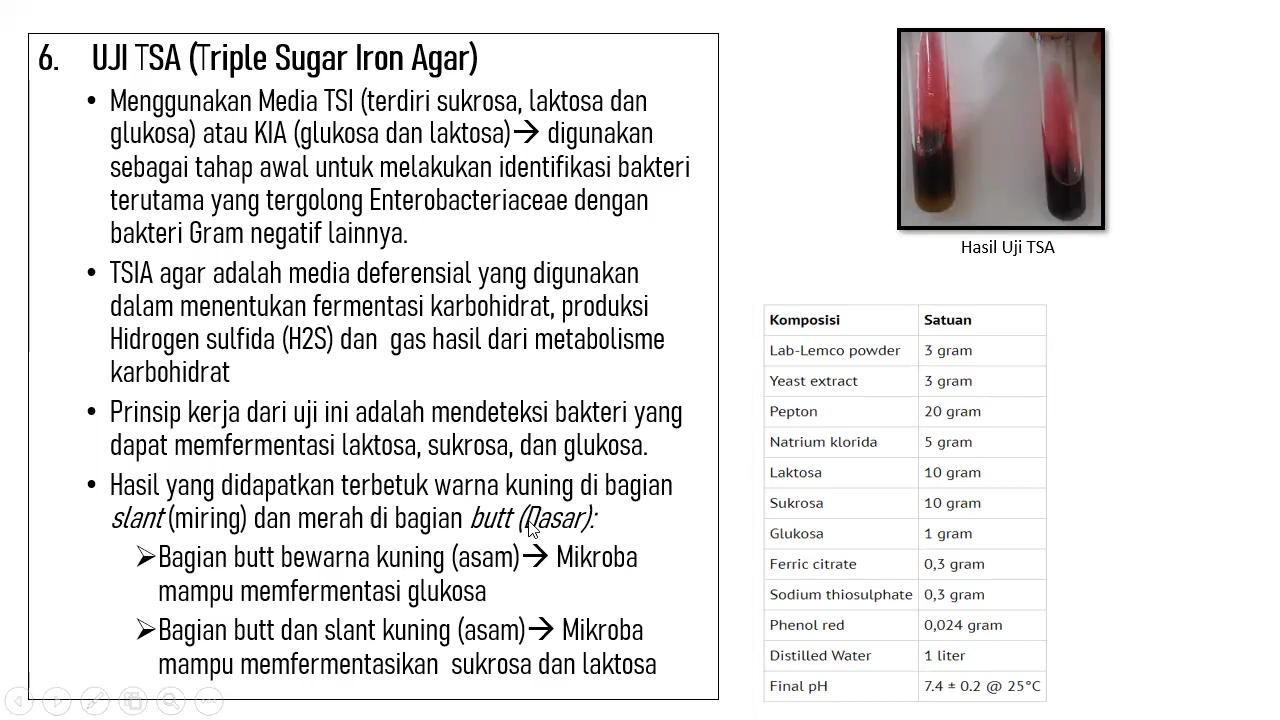 6. UJI TSA (Triple Sugar Iron Agar)
• Menggunakan Media TSI (terdiri sukrosa, laktosa dan
glukosa) atau KIA (glukosa dan laktosa)→ digunakan
sebagai tahap awal untuk melakukan identifikasi bakteri
terutama yang tergolong Enterobacteriaceae dengan
bakteri Gram negatif lainnya.
• TSIA agar adalah media deferensial yang digunakan
dalam menentukan fermentasi karbohidrat, produksi
Hidrogen sulfida (H2S) dan gas hasil dari metabolisme
karbohidrat
• Prinsip kerja dari uji ini adalah mendeteksi bakteri yang
dapat memfermentasi laktosa, sukrosa, dan glukosa.
• Hasil yang didapatkan terbetuk warna kuning di bagian
slant (miring) dan merah di bagian butt (Dasar):
➢Bagian butt bewarna kuning (asam)→ Mikroba
mampu memfermentasi glukosa
➢Bagian butt dan slant kuning (asam)→ Mikroba
mampu memfermentasikan sukrosa dan laktosa
Hasil Uji TSA
Komposisi Satuan
Lab-Lemco powder 3 gram
Yeast extract 3 gram
Pepton 20 gram
Natrium klorida 5 gram
Laktosa 10 gram
Sukrosa 10 gram
Glukosa 1 gram
Ferric citrate 0,3 gram
Sodium thiosulphate 0,3 gram
Phenol red 0,024 gram
Distilled Water 1 liter
Final pH 7.4 ± 0.2 @ 25°C